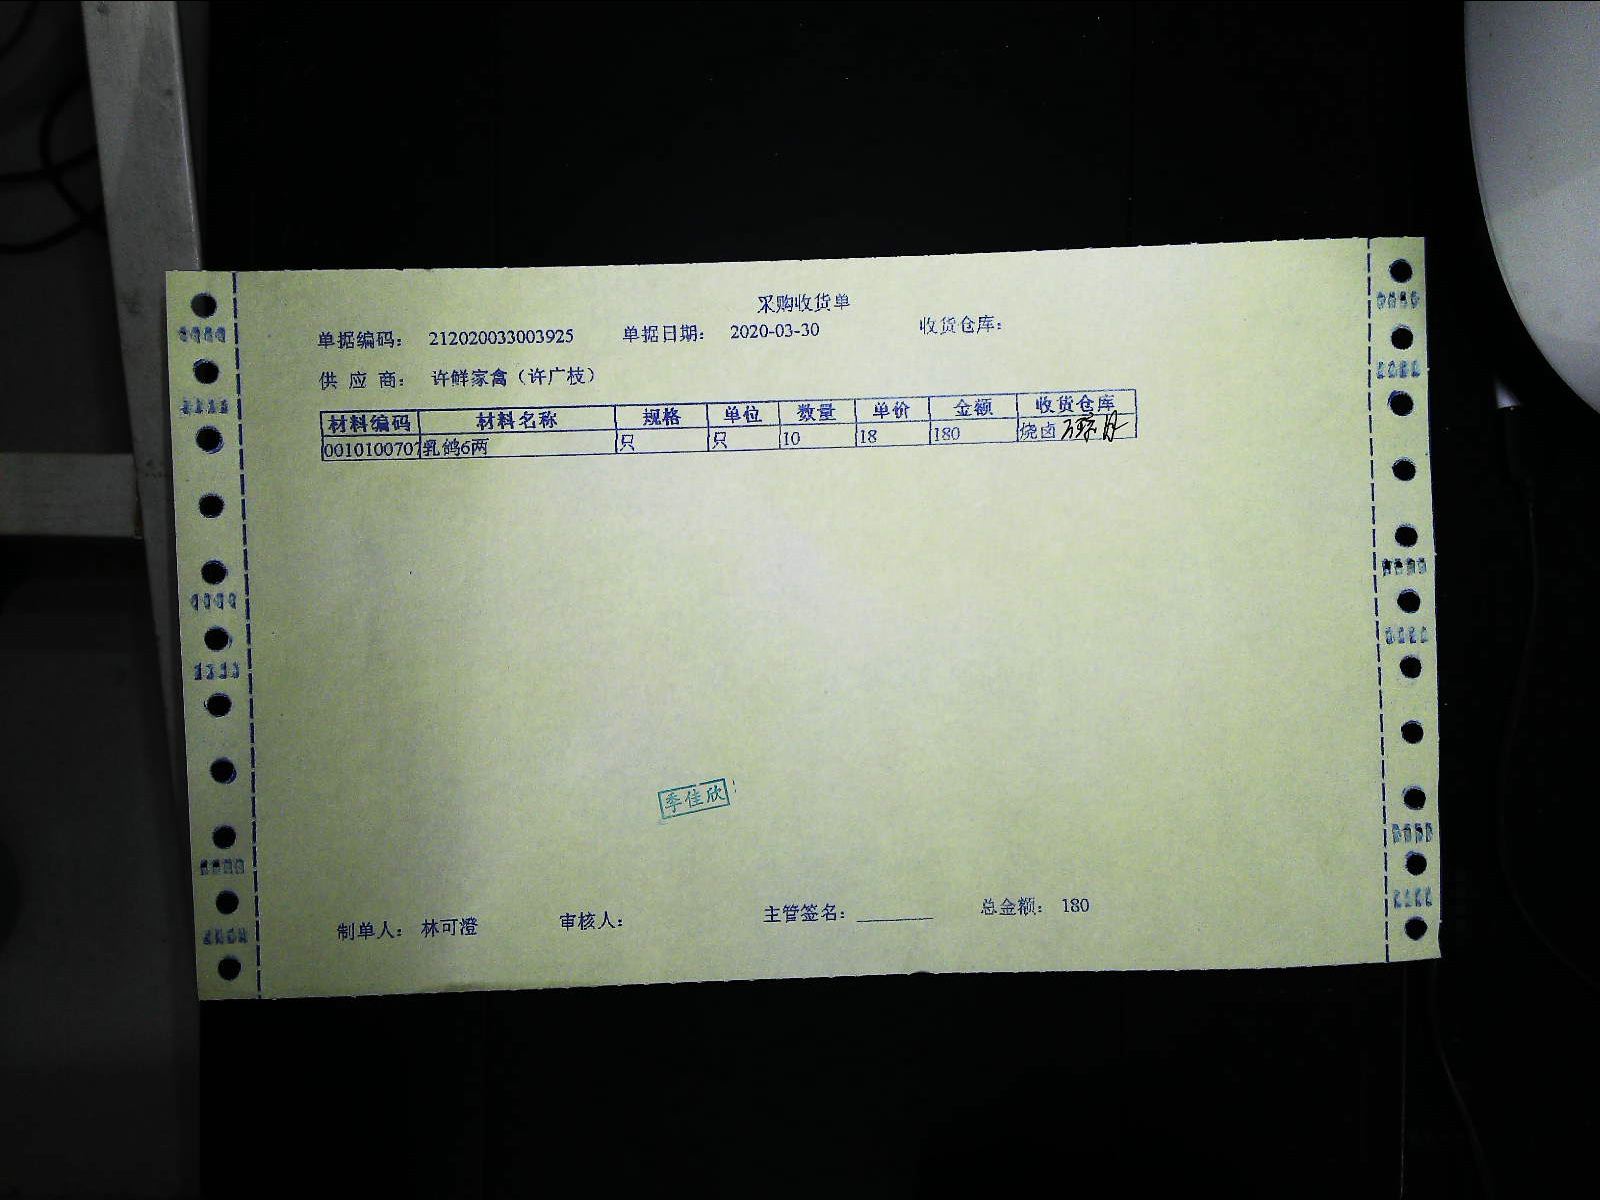 采购收货单
单据编码： 212020033003925 单据日期： 2020-03-30 收货仓库：
供 应 商： 许鲜家禽（许广枝）
材料编码 材料名称 规格 单位 数量 单价 金额 收货仓库
0010100707 乳鸽6两 只 只 10 18 180 烧卤
季佳欣
制单人： 林可澄 审核人： 主管签名：________ 总金额： 180